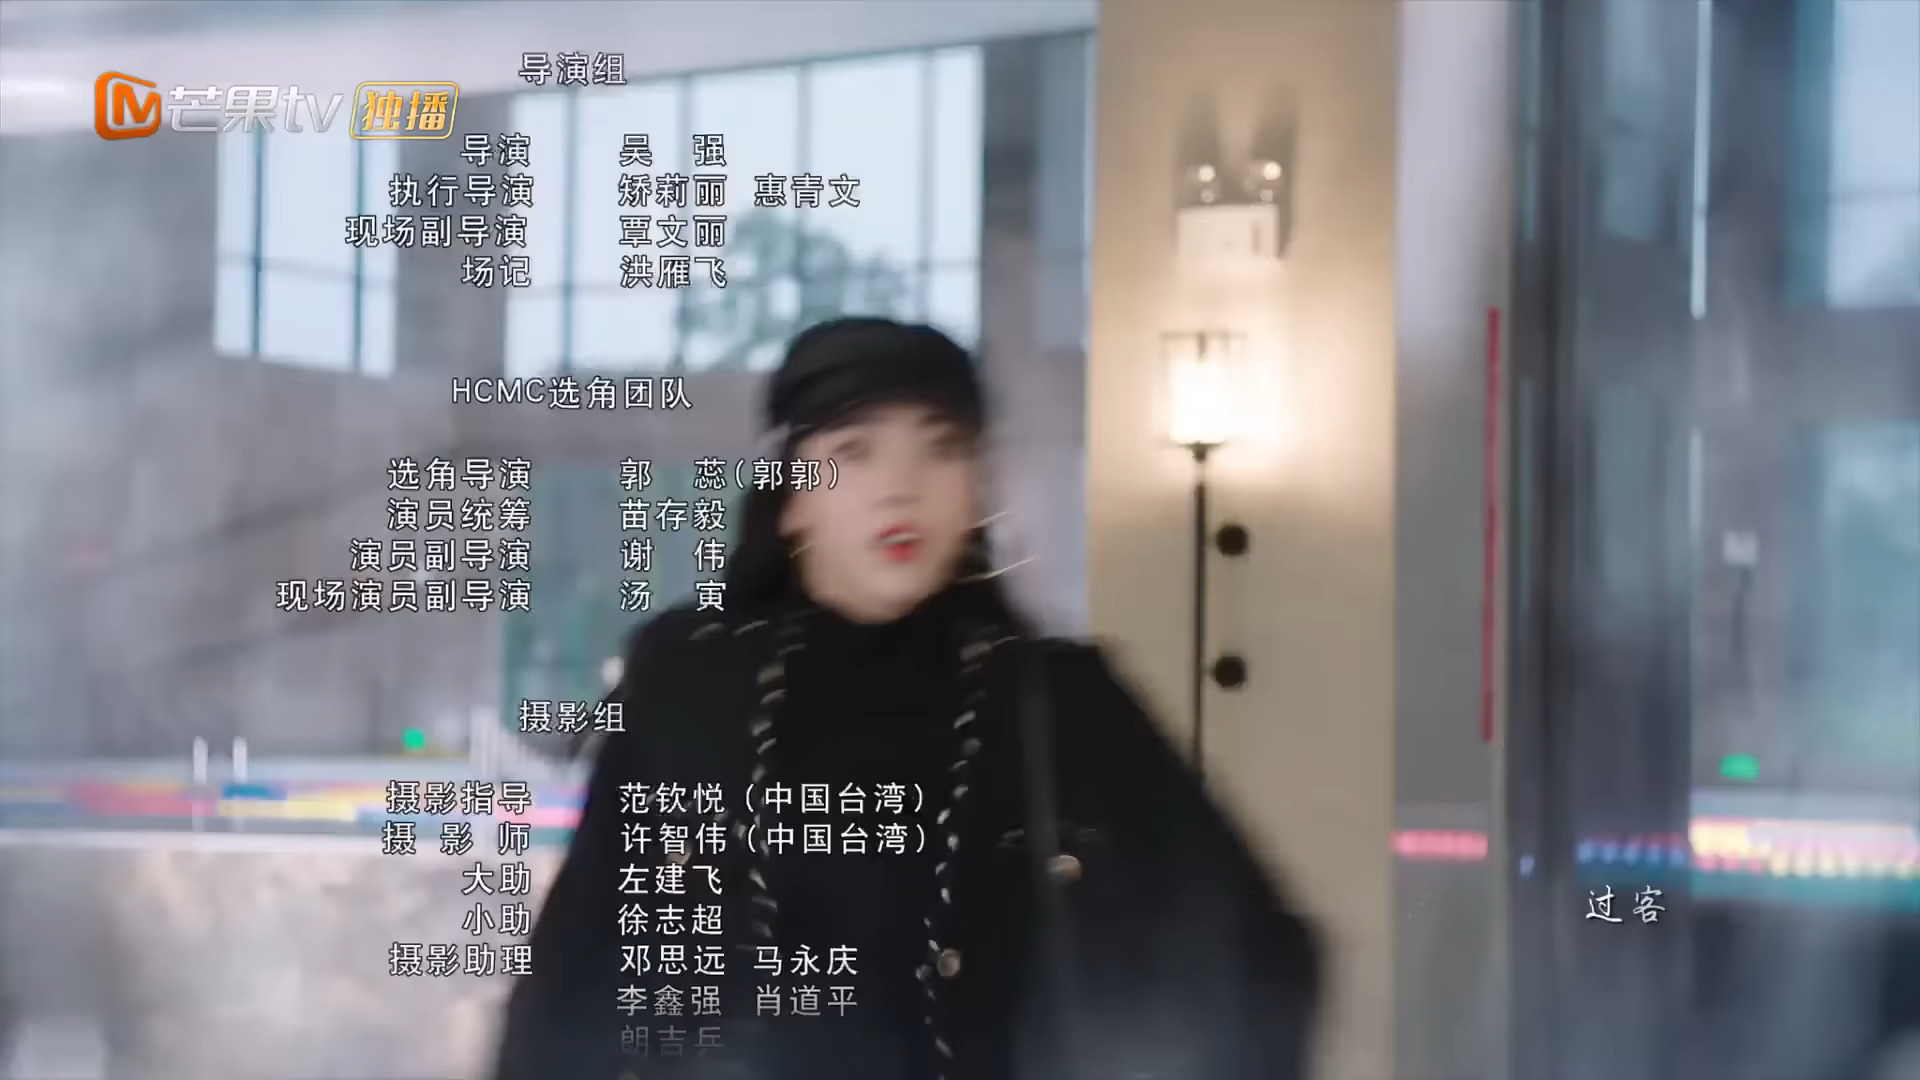 导演组
芒果tv 独播
导演 吴强
执行导演 矫莉丽 惠青文
现场副导演 覃文丽
场记 洪雁飞
HCMC选角团队
选角导演 郭蕊(郭郭)
演员统筹 苗存毅
演员副导演 谢伟
现场演员副导演 汤寅
摄影组
摄影指导 范钦悦(中国台湾)
摄影师 许智伟(中国台湾)
大助 左建飞
小助 徐志超
过客
摄影助理 邓思远 马永庆
李鑫强 肖道平
朗吉兵